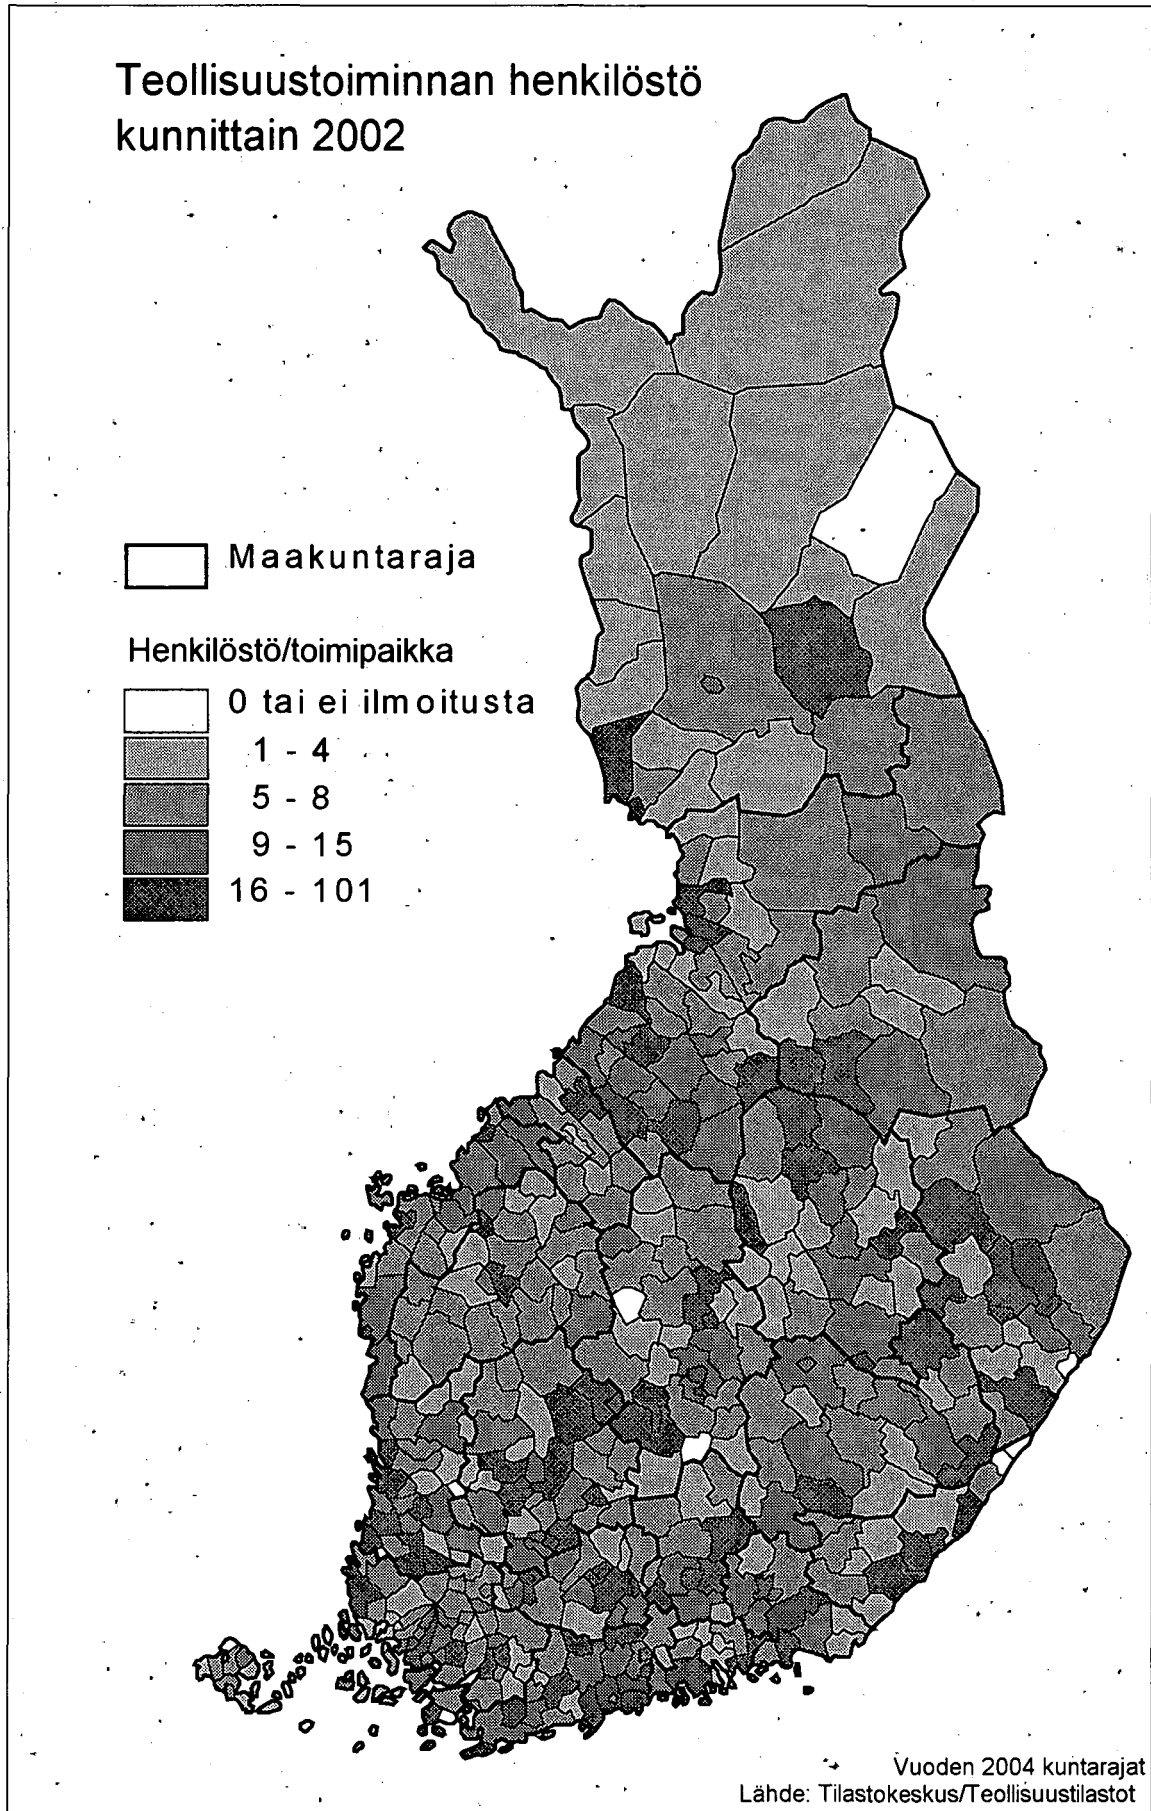 Teollisuustoiminnan henkilöstö
kunnittain 2002
Maakuntaraja
Henkilöstö/toimipaikka
0 tai ei ilmoitusta
1 - 4
5 - 8
9 - 15
16 - 101
Vuoden 2004 kuntarajat
Lähde: Tilastokeskus/Teollisuustilastot